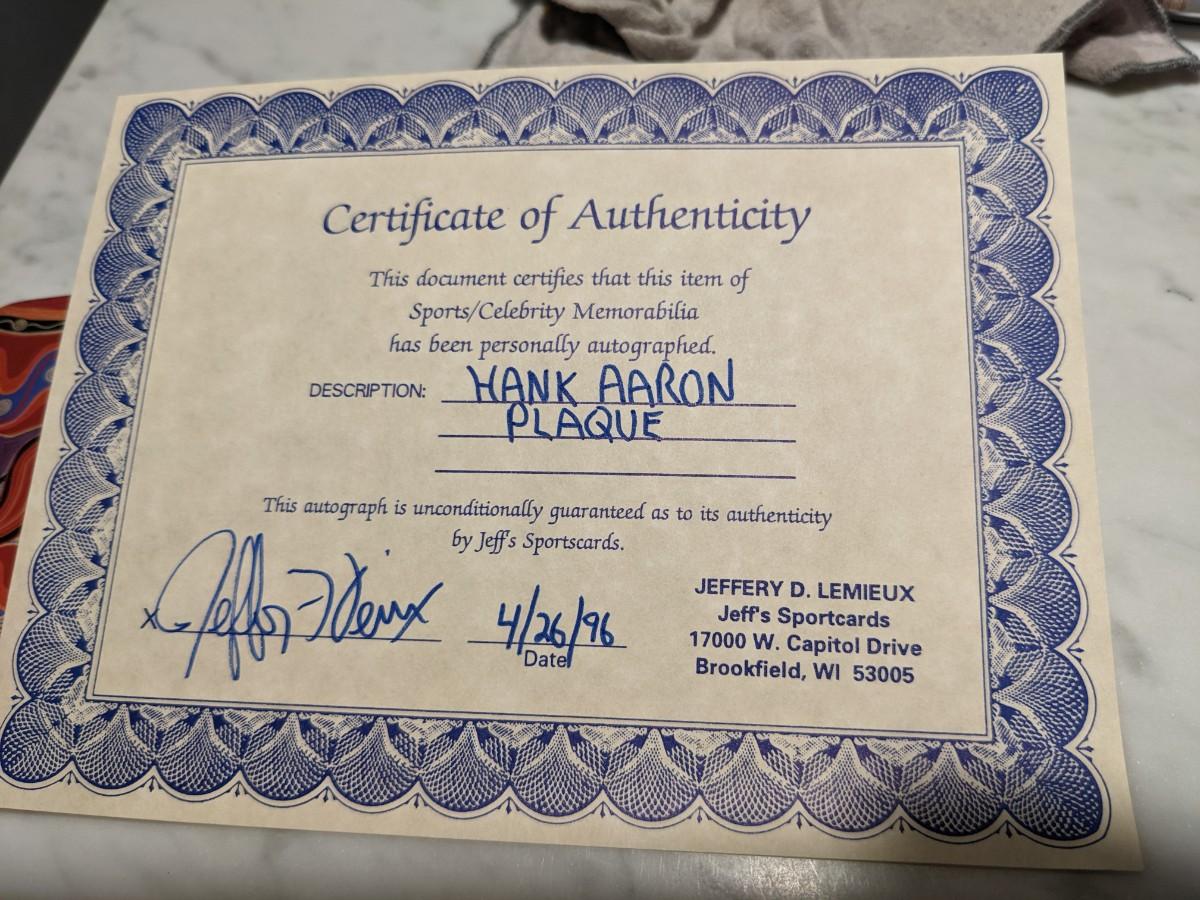 Certificate of Authenticity
This document certifies that this item of
Sports/Celebrity Memorabilia
has been personally autographed.
DESCRIPTION: HANK AARON
PLAQUE
This autograph is unconditionally guaranteed as to its authenticity
by Jeff's Sportscards.
x
4/26/96
Date
JEFFERY D. LEMIEUX
Jeff's Sportcards
17000 W. Capitol Drive
Brookfield, WI 53005